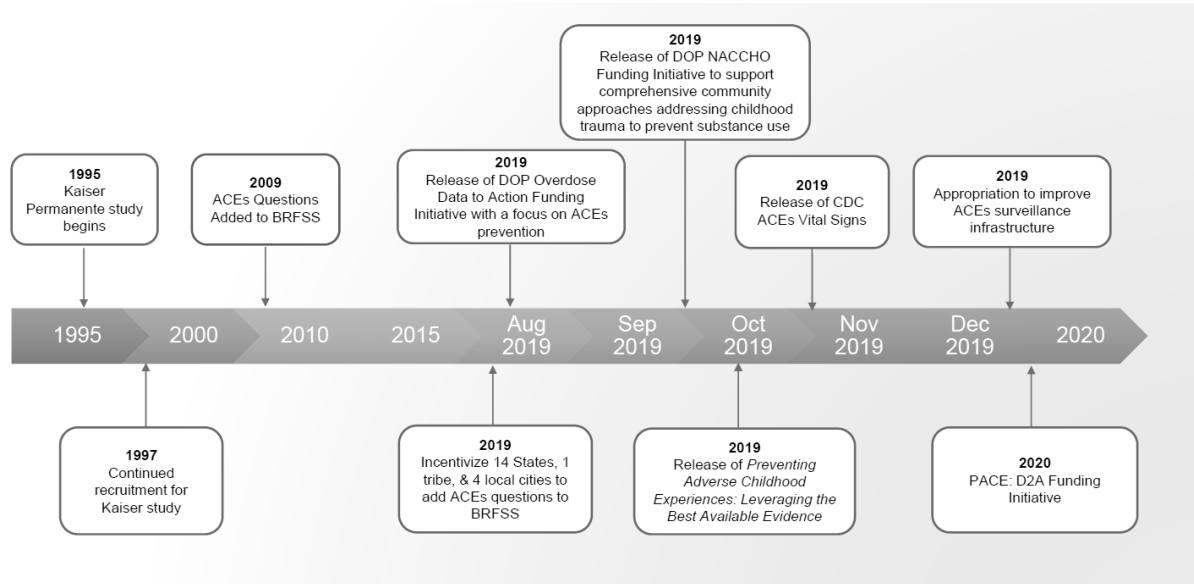 2019
Release of DOP NACCHO
Funding Initiative to support
comprehensive community
approaches addressing childhood
trauma to prevent substance use
1995
Kaiser
Permanente study
begins
2009
ACEs Questions
Added to BRFSS
2019
Release of DOP Overdose
Data to Action Funding
Initiative with a focus on ACEs
prevention
2019
Release of CDC
ACEs Vital Signs
2019
Appropriation to improve
ACEs surveillance
infrastructure
1995
2000
2010
2015
Aug
2019
Sep
2019
Oct
2019
Nov
2019
Dec
2019
2020
1997
Continued
recruitment for
Kaiser study
2019
Incentivize 14 States, 1
tribe, & 4 local cities to
add ACEs questions to
BRFSS
2019
Release of Preventing
Adverse Childhood
Experiences: Leveraging the
Best Available Evidence
2020
PACE: D2A Funding
Initiative